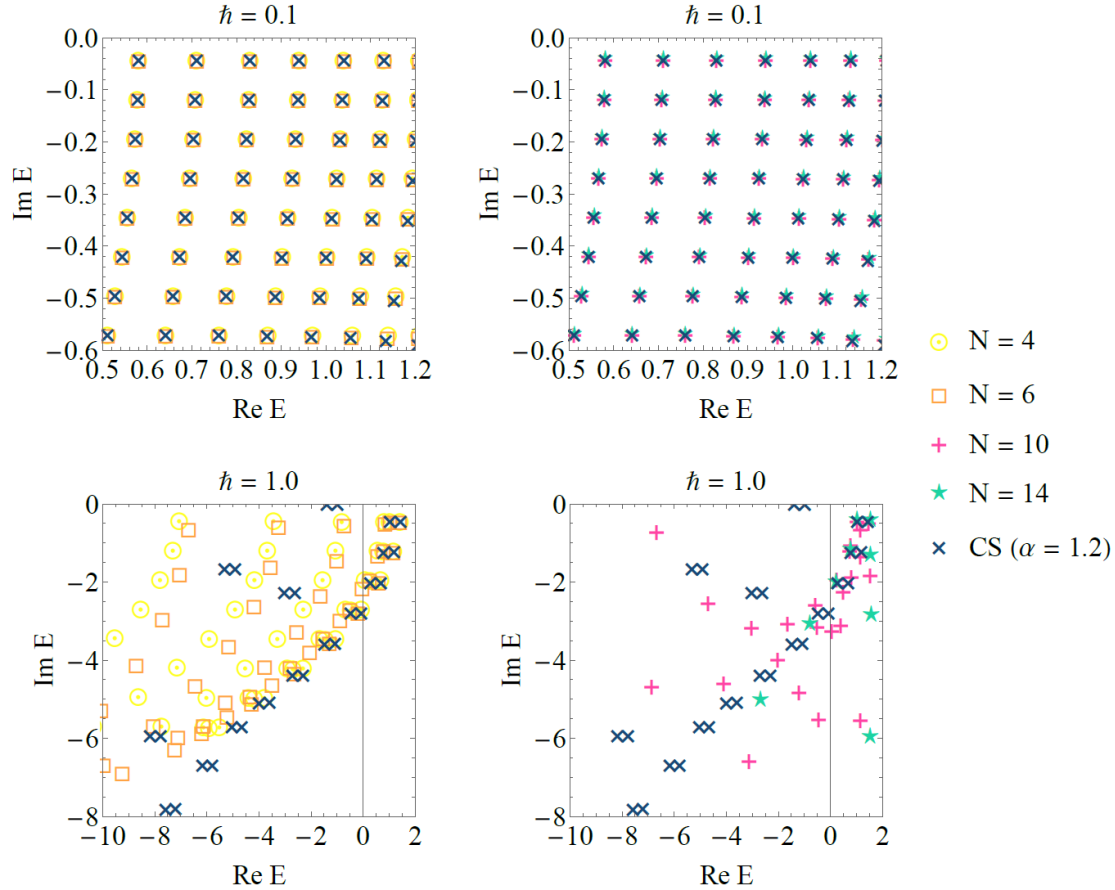 ℏ = 0.1
0.0
−0.1
−0.2
−0.3
−0.4
−0.5
−0.6
Im E
0.5 0.6 0.7 0.8 0.9 1.0 1.1 1.2
Re E
ℏ = 0.1
0.0
−0.1
−0.2
−0.3
−0.4
−0.5
−0.6
Im E
0.5 0.6 0.7 0.8 0.9 1.0 1.1 1.2
Re E
ℏ = 1.0
0
−2
−4
−6
−8
Im E
−10 −8 −6 −4 −2 0 2
Re E
ℏ = 1.0
0
−2
−4
−6
−8
Im E
−10 −8 −6 −4 −2 0 2
Re E
N = 4
N = 6
N = 10
N = 14
CS (α = 1.2)